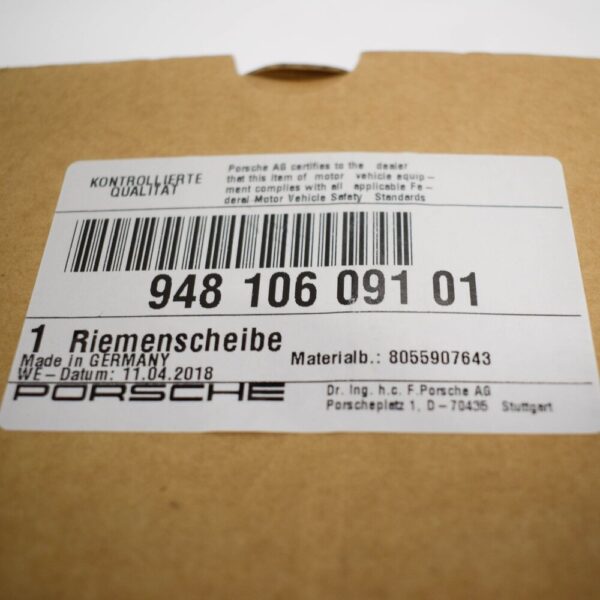 KONTROLLIERTE
QUALITÄT
Porsche AG certifies to the dealer
that this item of motor vehicle equip-
ment complies with all applicable Fe-
deral Motor Vehicle Safety Standards
948 106 091 01
1 Riemenscheibe
Made in GERMANY
Materialb.: 8055907643
WE-Datum: 11.04.2018
PORSCHE
Dr. Ing. h.c. F.Porsche AG
Porscheplatz 1, D-70435 Stuttgart